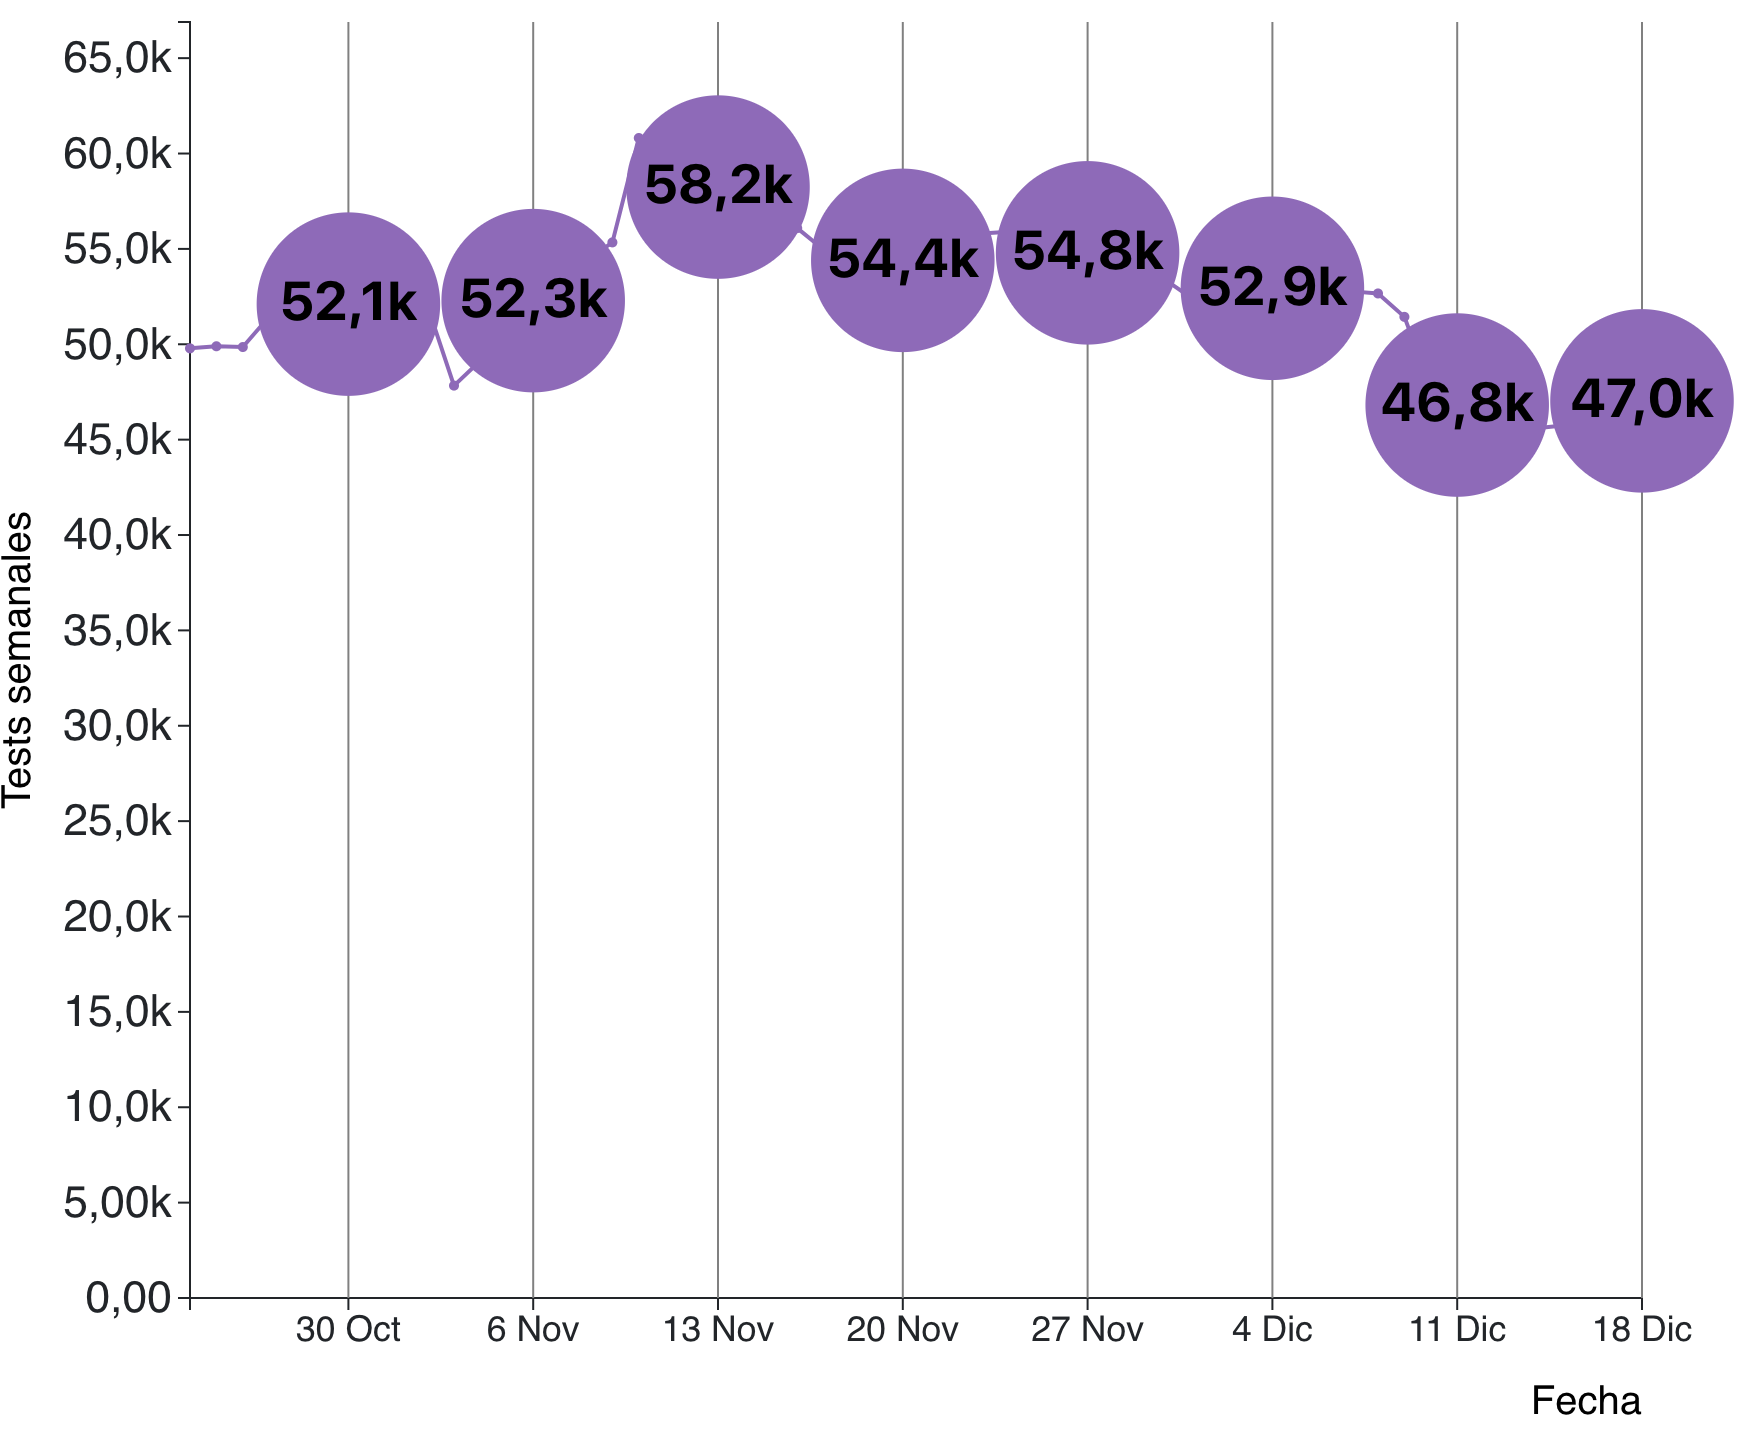 65,0k
60,0k
55,0k
50,0k
45,0k
40,0k
35,0k
30,0k
25,0k
20,0k
15,0k
10,0k
5,00k
0,00
Tests semanales
52,1k
52,3k
58,2k
54,4k
54,8k
52,9k
46,8k
47,0k
30 Oct
6 Nov
13 Nov
20 Nov
27 Nov
4 Dic
11 Dic
18 Dic
Fecha